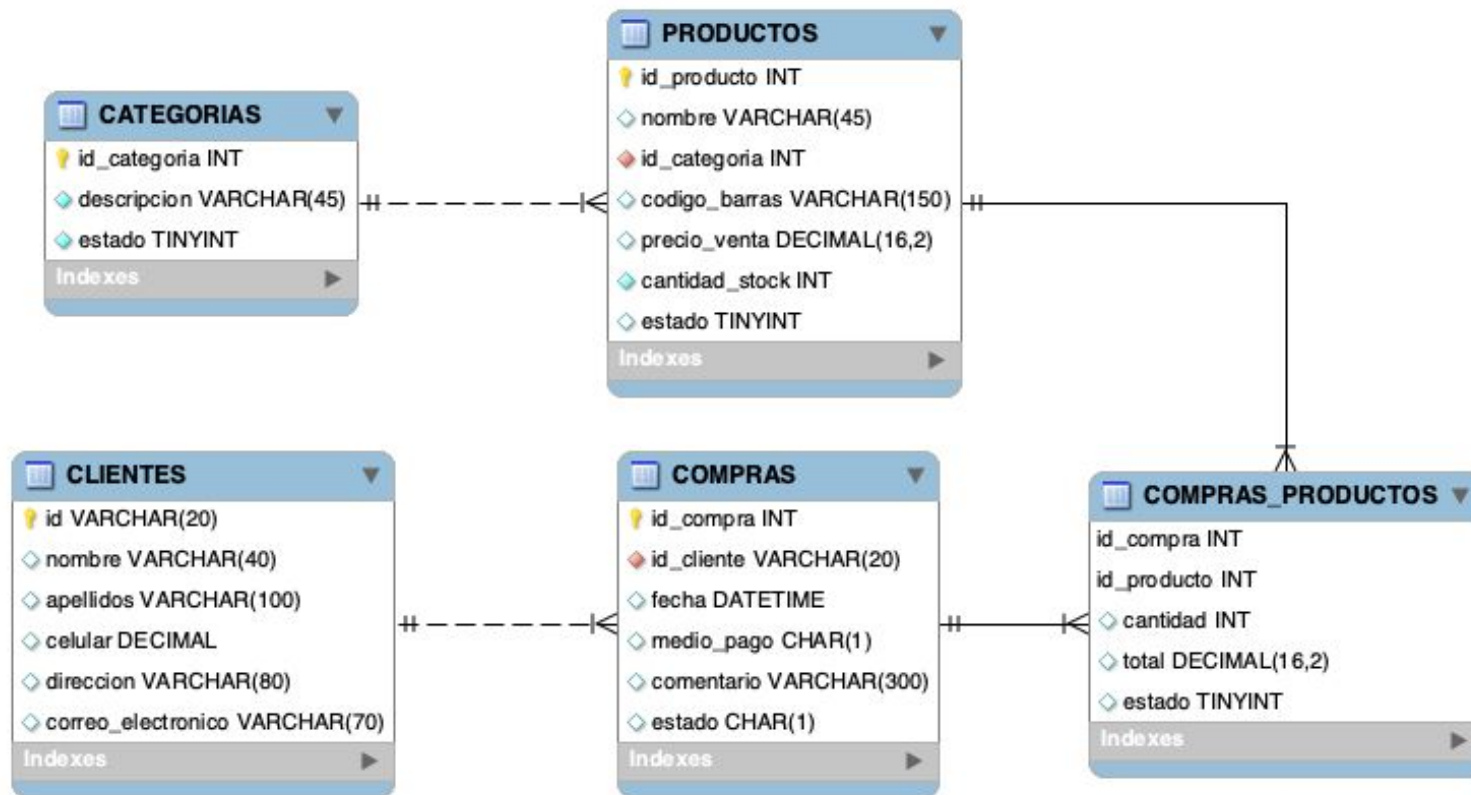 CATEGORIAS
id_categoria INT
descripcion VARCHAR(45)
estado TINYINT
Indexes
PRODUCTOS
id_producto INT
nombre VARCHAR(45)
id_categoria INT
codigo_barras VARCHAR(150)
precio_venta DECIMAL(16,2)
cantidad_stock INT
estado TINYINT
Indexes
CLIENTES
id VARCHAR(20)
nombre VARCHAR(40)
apellidos VARCHAR(100)
celular DECIMAL
direccion VARCHAR(80)
correo_electronico VARCHAR(70)
Indexes
COMPRAS
id_compra INT
id_cliente VARCHAR(20)
fecha DATETIME
medio_pago CHAR(1)
comentario VARCHAR(300)
estado CHAR(1)
Indexes
COMPRAS_PRODUCTOS
id_compra INT
id_producto INT
cantidad INT
total DECIMAL(16,2)
estado TINYINT
Indexes